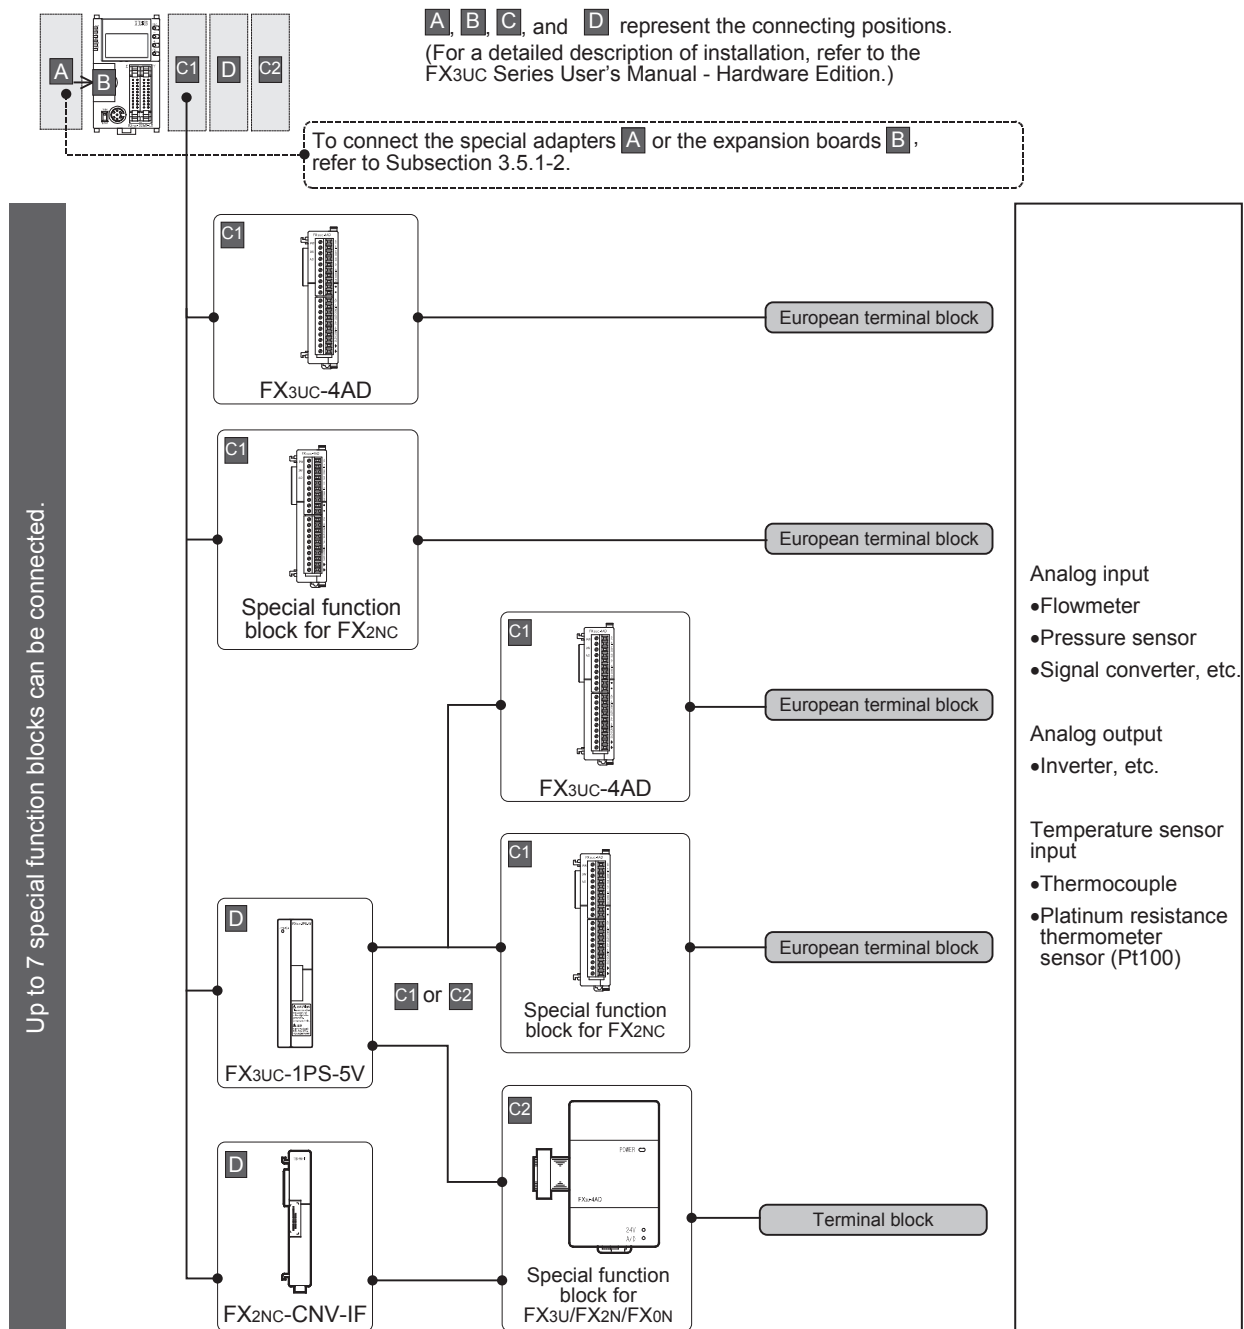 A B C1 D C2
A, B, C, and D represent the connecting positions.
(For a detailed description of installation, refer to the
FX3UC Series User's Manual - Hardware Edition.)
To connect the special adapters A or the expansion boards B,
refer to Subsection 3.5.1-2.
Up to 7 special function blocks can be connected.
C1
FX3UC-4AD
European terminal block
C1
Special function
block for FX2NC
European terminal block
C1
FX3UC-4AD
European terminal block
C1
Special function
block for FX2NC
European terminal block
D
FX3UC-1PS-5V
C1 or C2
D
FX2NC-CNV-IF
C2
POWER
FX3U-4AD
24V
A/D
Special function
block for
FX3U/FX2N/FX0N
Terminal block
Analog input
•Flowmeter
•Pressure sensor
•Signal converter, etc.
Analog output
•Inverter, etc.
Temperature sensor
input
•Thermocouple
•Platinum resistance
thermometer
sensor (Pt100)